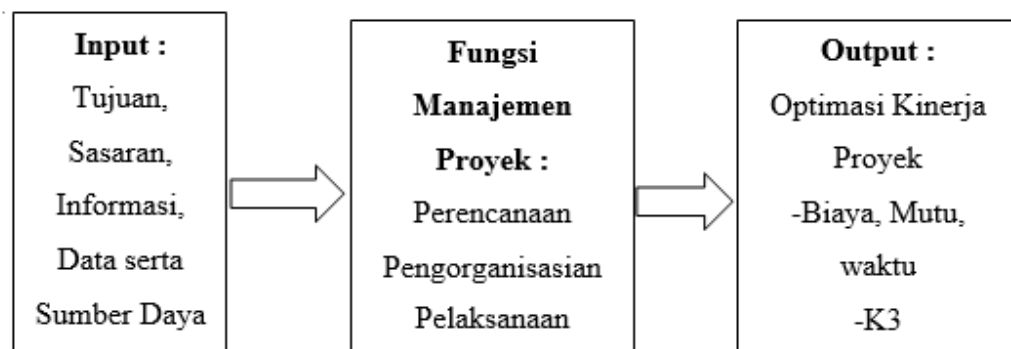 Input :
Tujuan,
Sasaran,
Informasi,
Data serta
Sumber Daya
Fungsi
Manajemen
Proyek :
Perencanaan
Pengorganisasian
Pelaksanaan
Output :
Optimasi Kinerja
Proyek
-Biaya, Mutu,
waktu
-K3